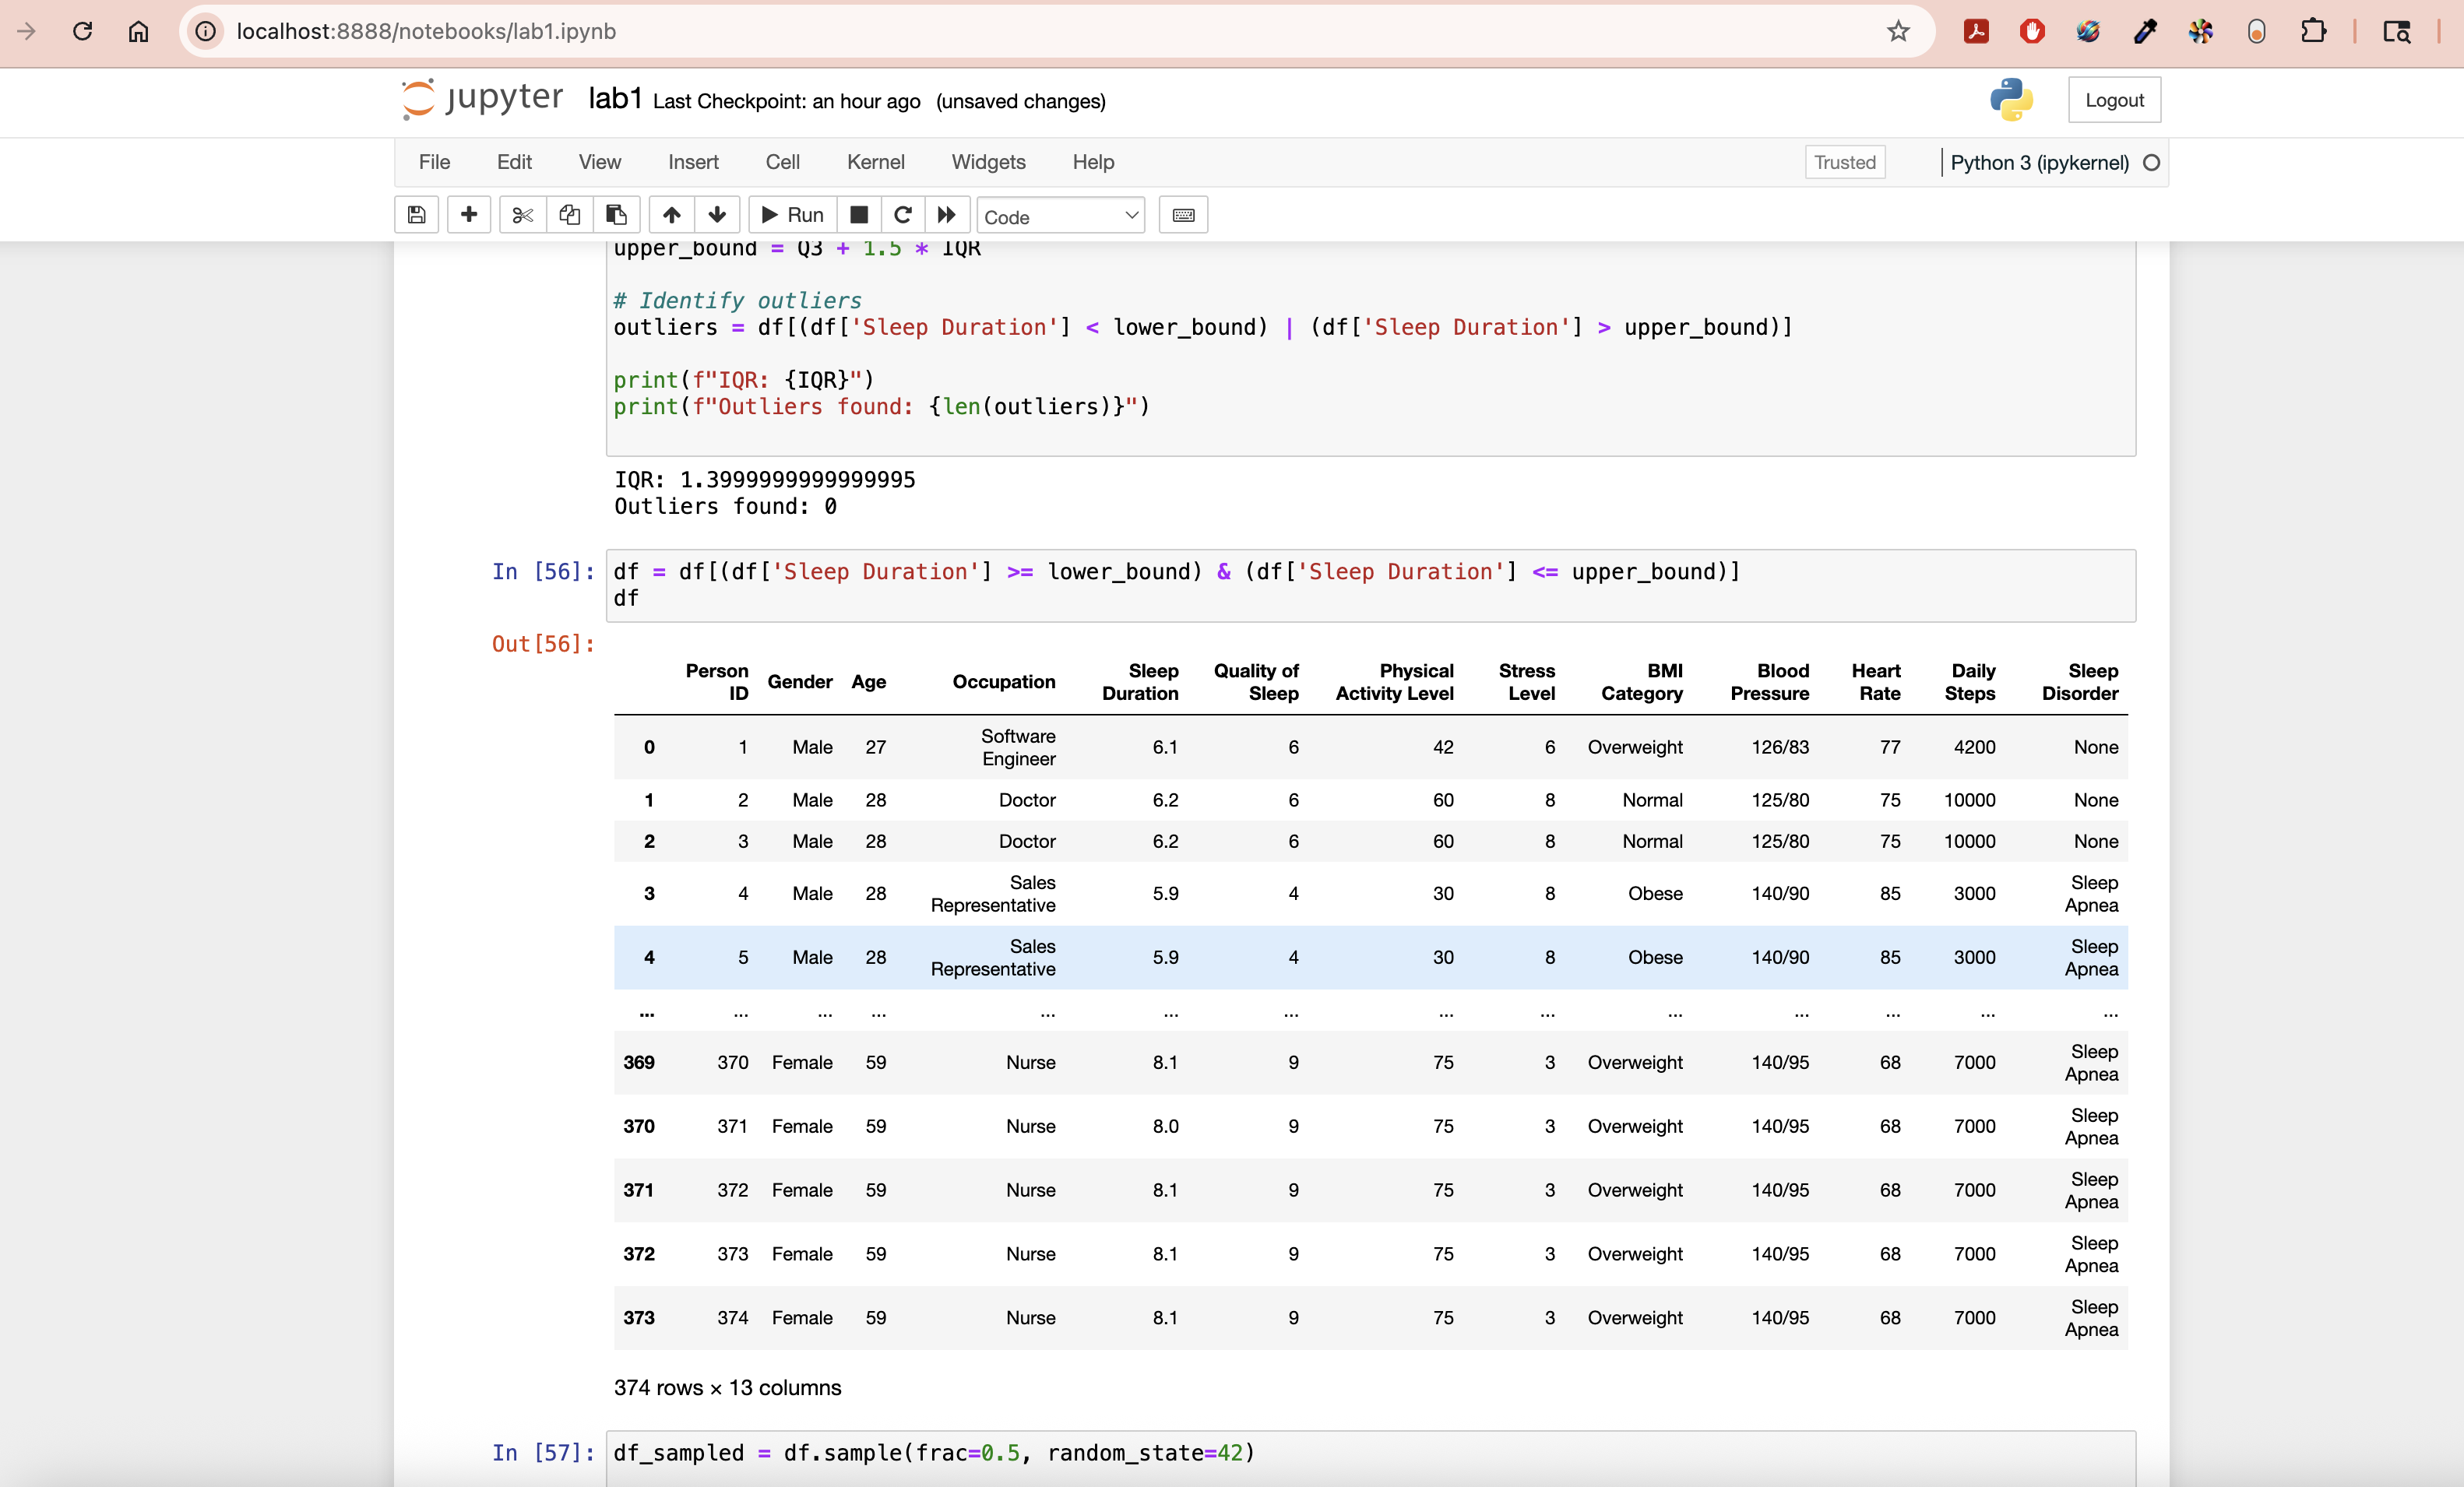 localhost:8888/notebooks/lab1.ipynb
jupyter lab1 Last Checkpoint: an hour ago (unsaved changes)
Logout
File Edit View Insert Cell Kernel Widgets Help
Trusted Python 3 (ipykernel)
Run Code
upper_bound = Q3 + 1.5 * IQR
# Identify outliers
outliers = df[(df['Sleep Duration'] < lower_bound) | (df['Sleep Duration'] > upper_bound)]
print(f"IQR: {IQR}")
print(f"Outliers found: {len(outliers)}")
IQR: 1.3999999999999995
Outliers found: 0
In [56]: df = df[(df['Sleep Duration'] >= lower_bound) & (df['Sleep Duration'] <= upper_bound)]
df
Out[56]:
Person ID Gender Age Occupation Sleep Duration Quality of Sleep Physical Activity Level Stress Level BMI Category Blood Pressure Heart Rate Daily Steps Sleep Disorder
0 1 Male 27 Software Engineer 6.1 6 42 6 Overweight 126/83 77 4200 None
1 2 Male 28 Doctor 6.2 6 60 8 Normal 125/80 75 10000 None
2 3 Male 28 Doctor 6.2 6 60 8 Normal 125/80 75 10000 None
3 4 Male 28 Sales Representative 5.9 4 30 8 Obese 140/90 85 3000 Sleep Apnea
4 5 Male 28 Sales Representative 5.9 4 30 8 Obese 140/90 85 3000 Sleep Apnea
... ... ... ... ... ... ... ... ... ... ... ... ... ...
369 370 Female 59 Nurse 8.1 9 75 3 Overweight 140/95 68 7000 Sleep Apnea
370 371 Female 59 Nurse 8.0 9 75 3 Overweight 140/95 68 7000 Sleep Apnea
371 372 Female 59 Nurse 8.1 9 75 3 Overweight 140/95 68 7000 Sleep Apnea
372 373 Female 59 Nurse 8.1 9 75 3 Overweight 140/95 68 7000 Sleep Apnea
373 374 Female 59 Nurse 8.1 9 75 3 Overweight 140/95 68 7000 Sleep Apnea
374 rows × 13 columns
In [57]: df_sampled = df.sample(frac=0.5, random_state=42)